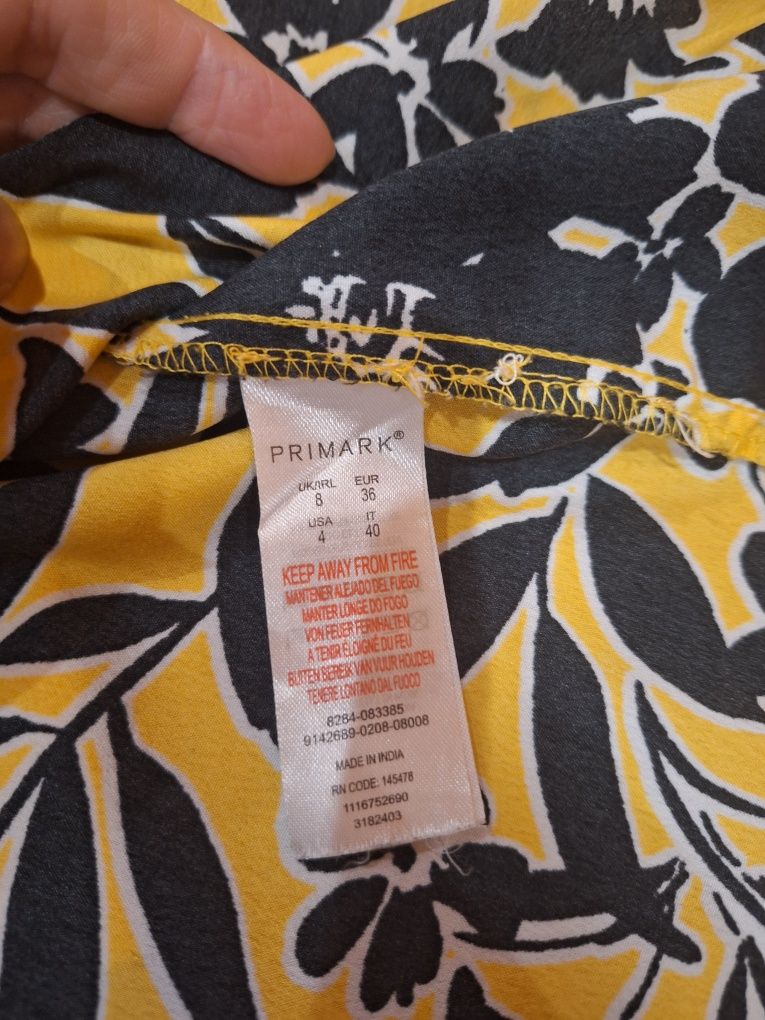 PRIMARK®
UK/IRL EUR
8 36
USA IT
4 40
KEEP AWAY FROM FIRE
MANTENER ALEJADO DEL FUEGO
MANTER LONGE DO FOGO
VON FEUER FERNHALTEN
A TENIR ÉLOIGNÉ DU FEU
BUITEN BEREIK VAN VUUR HOUDEN
TENERE LONTANO DAL FUOCO
8264-083385
9142689-0208-08008
MADE IN INDIA
RN CODE: 145478
1116752690
3182403